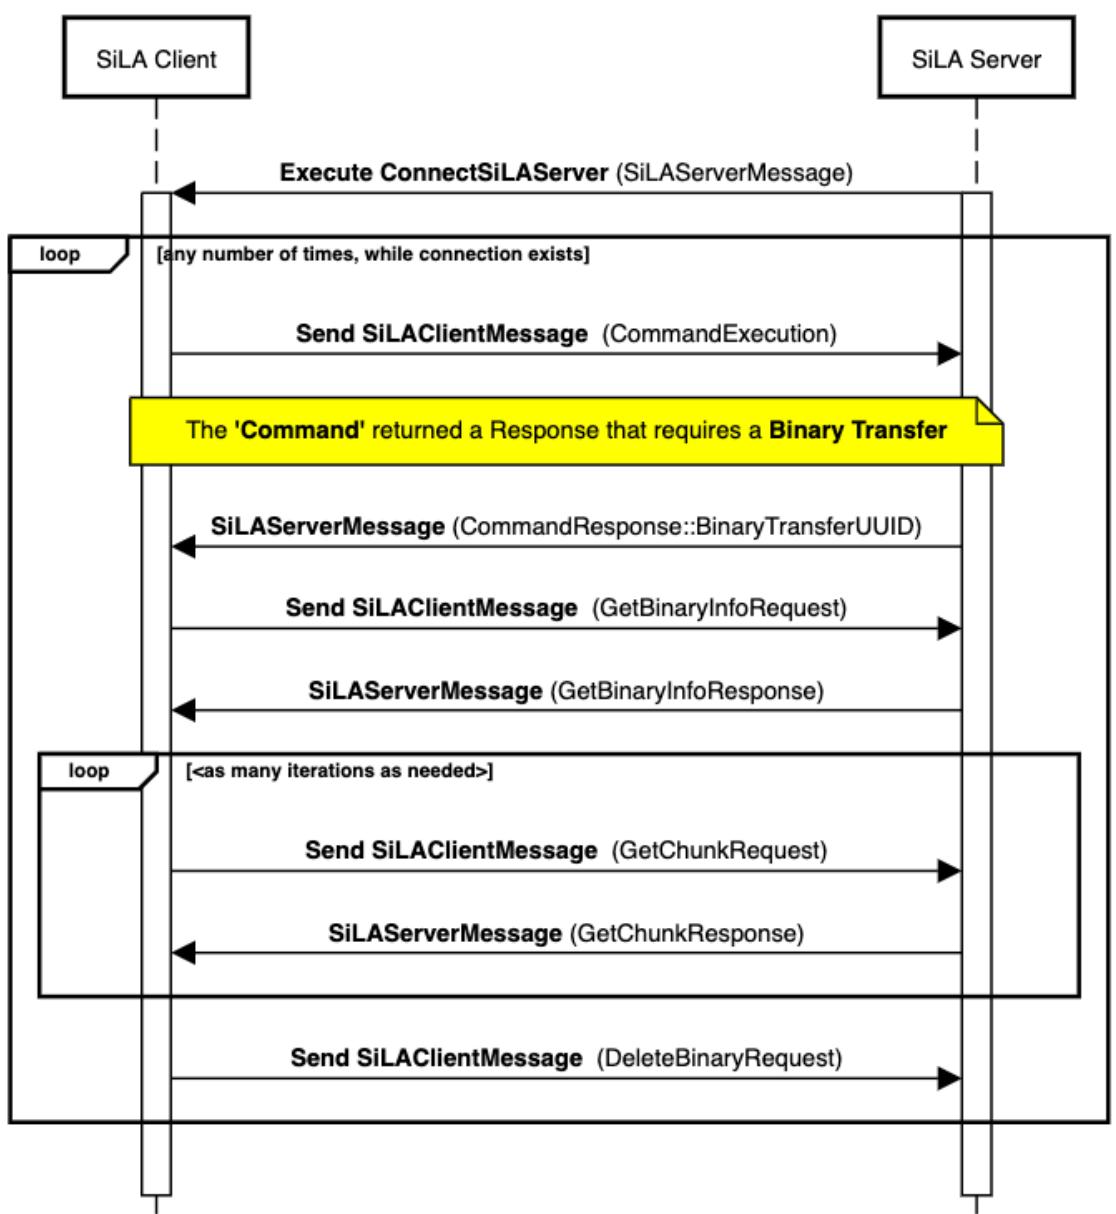 SiLA Client
SiLA Server
Execute ConnectSiLAServer (SiLAServerMessage)
loop
[any number of times, while connection exists]
Send SiLAClientMessage (CommandExecution)
The 'Command' returned a Response that requires a Binary Transfer
SiLAServerMessage (CommandResponse::BinaryTransferUUID)
Send SiLAClientMessage (GetBinaryInfoRequest)
SiLAServerMessage (GetBinaryInfoResponse)
loop
[<as many iterations as needed>]
Send SiLAClientMessage (GetChunkRequest)
SiLAServerMessage (GetChunkResponse)
Send SiLAClientMessage (DeleteBinaryRequest)